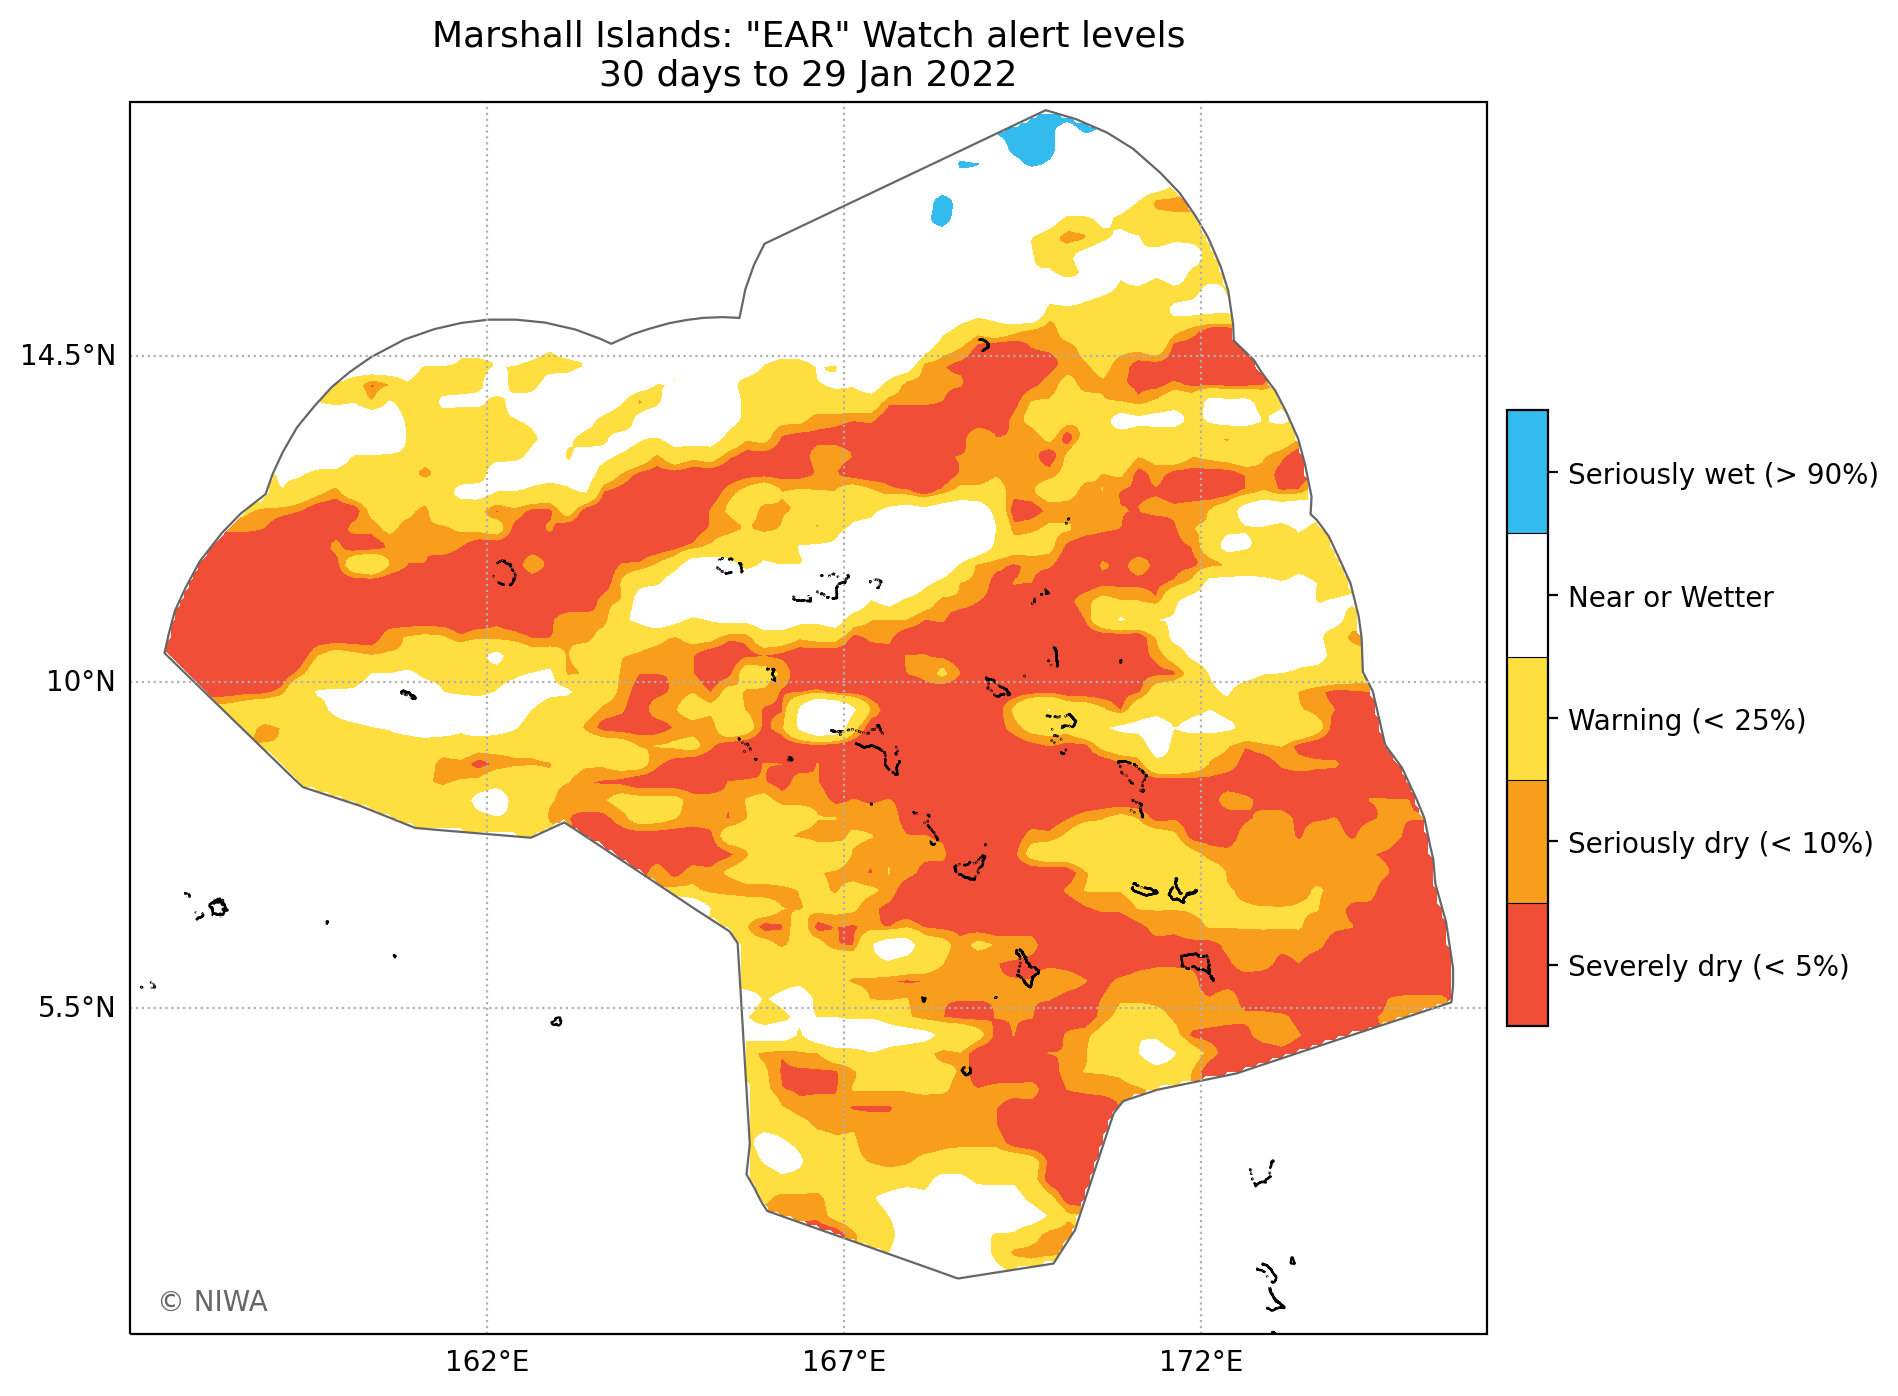 Marshall Islands: "EAR" Watch alert levels
30 days to 29 Jan 2022
14.5°N
10°N
5.5°N
162°E
167°E
172°E
Seriously wet (> 90%)
Near or Wetter
Warning (< 25%)
Seriously dry (< 10%)
Severely dry (< 5%)
© NIWA